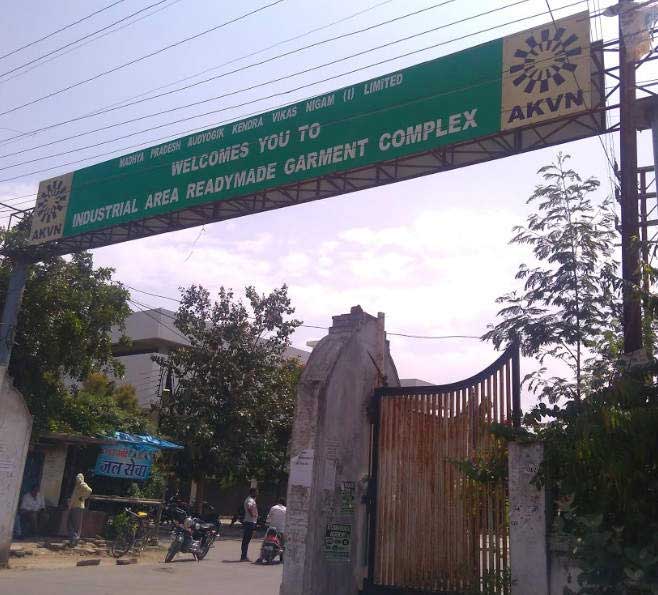 MADHYA PRADESH AUDYOGIK KENDRA VIKAS NIGAM (I) LIMITED
WELCOMES YOU TO
INDUSTRIAL AREA READYMADE GARMENT COMPLEX
AKVN
AKVN
जल सेवा